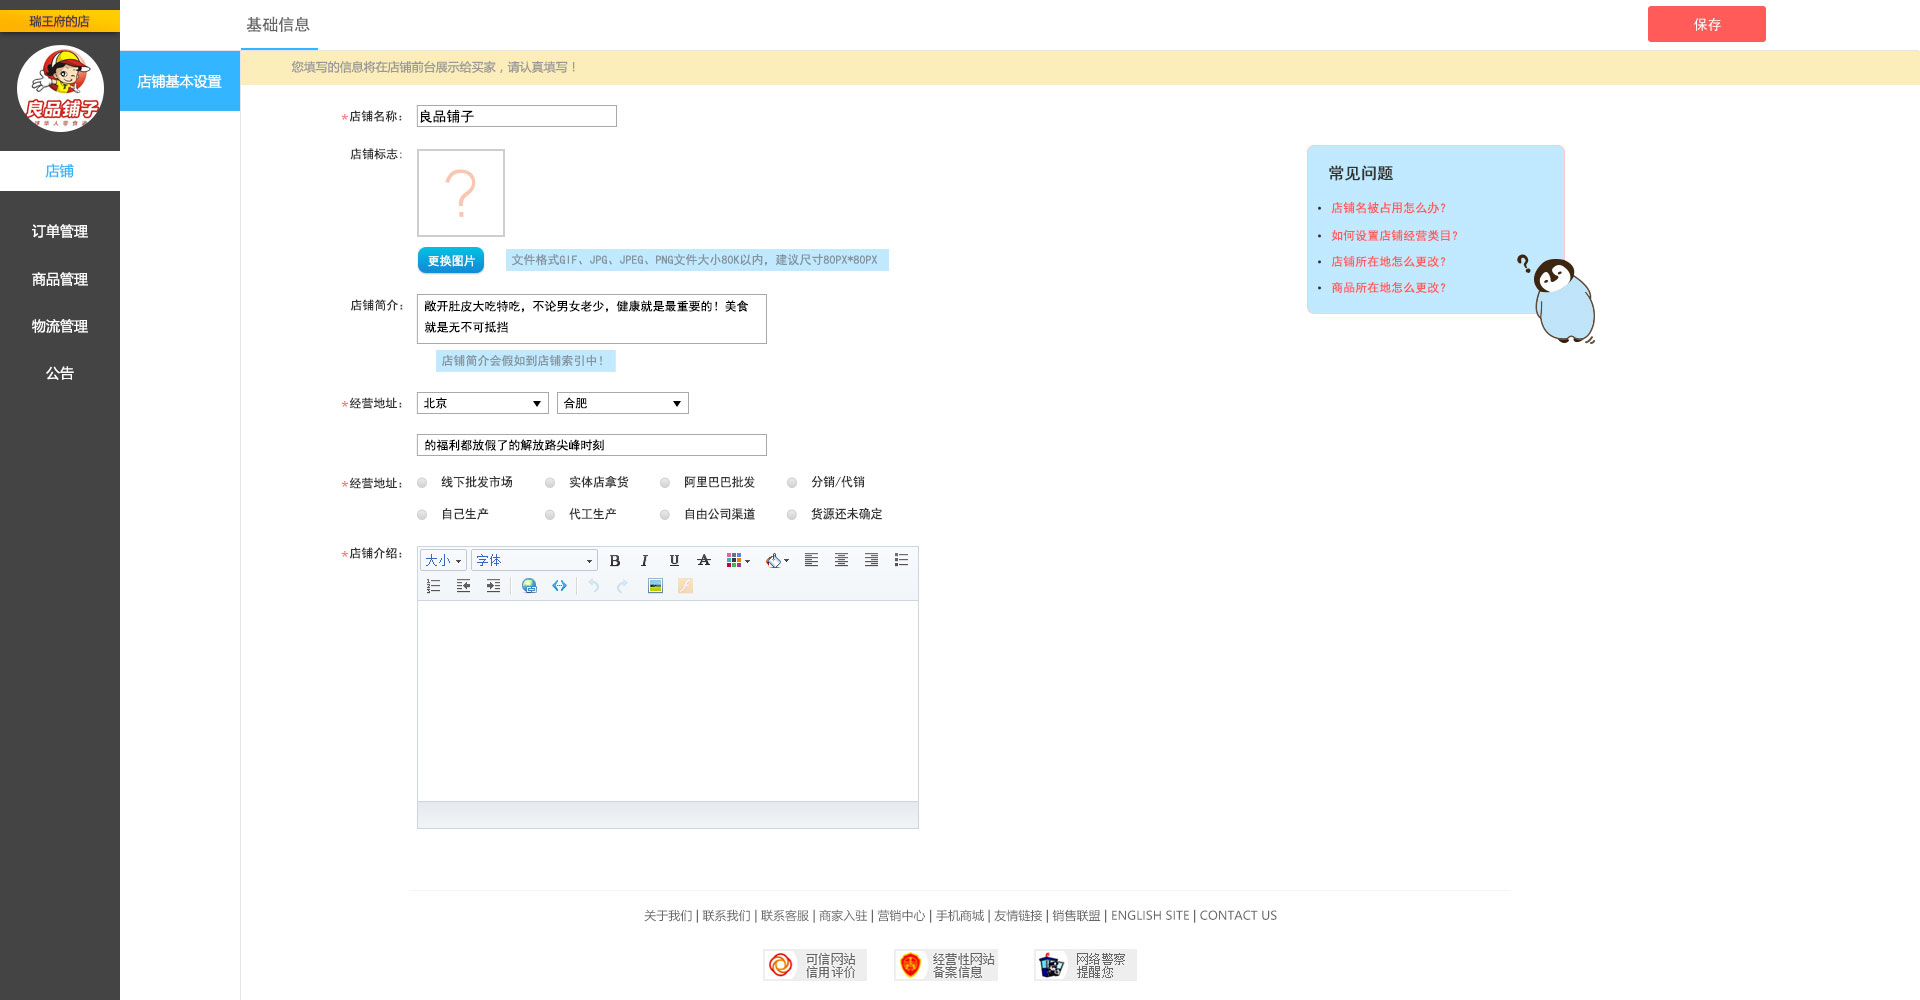 瑞王府的店
基础信息
保存
良品铺子
店铺基本设置
您填写的信息将在店铺前台展示给买家，请认真填写！
店铺
订单管理
商品管理
物流管理
公告
*店铺名称： 良品铺子
店铺标志：
?
更换图片 文件格式GIF、JPG、JPEG、PNG文件大小80K以内，建议尺寸80PX*80PX
店铺简介： 敞开肚皮大吃特吃，不论男女老少，健康就是最重要的！美食
就是无不可抵挡
店铺简介会假如到店铺索引中！
*经营地址： 北京 合肥
的福利都放假了的解放路尖峰时刻
*经营地址： 线下批发市场 实体店拿货 阿里巴巴批发 分销/代销
自己生产 代工生产 自由公司渠道 货源还未确定
*店铺介绍： 大小 字体 B I U A
常见问题
• 店铺名被占用怎么办？
• 如何设置店铺经营类目？
• 店铺所在地怎么更改？
• 商品所在地怎么更改？
关于我们 | 联系我们 | 联系客服 | 商家入驻 | 营销中心 | 手机商城 | 友情链接 | 销售联盟 | ENGLISH SITE | CONTACT US
可信网站
信用评价
经营性网站
备案信息
网络警察
提醒您